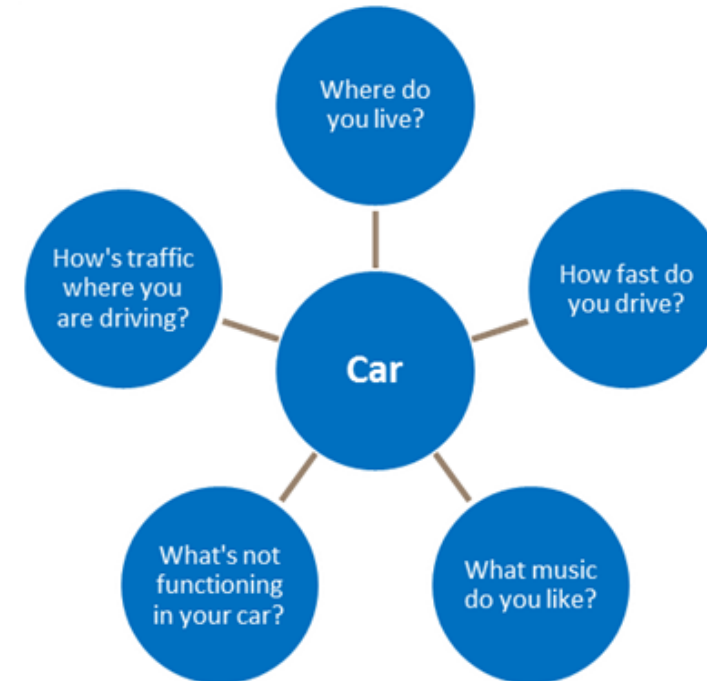 Where do
you live?
How's traffic
where you
are driving?
How fast do
you drive?
Car
What's not
functioning
in your car?
What music
do you like?